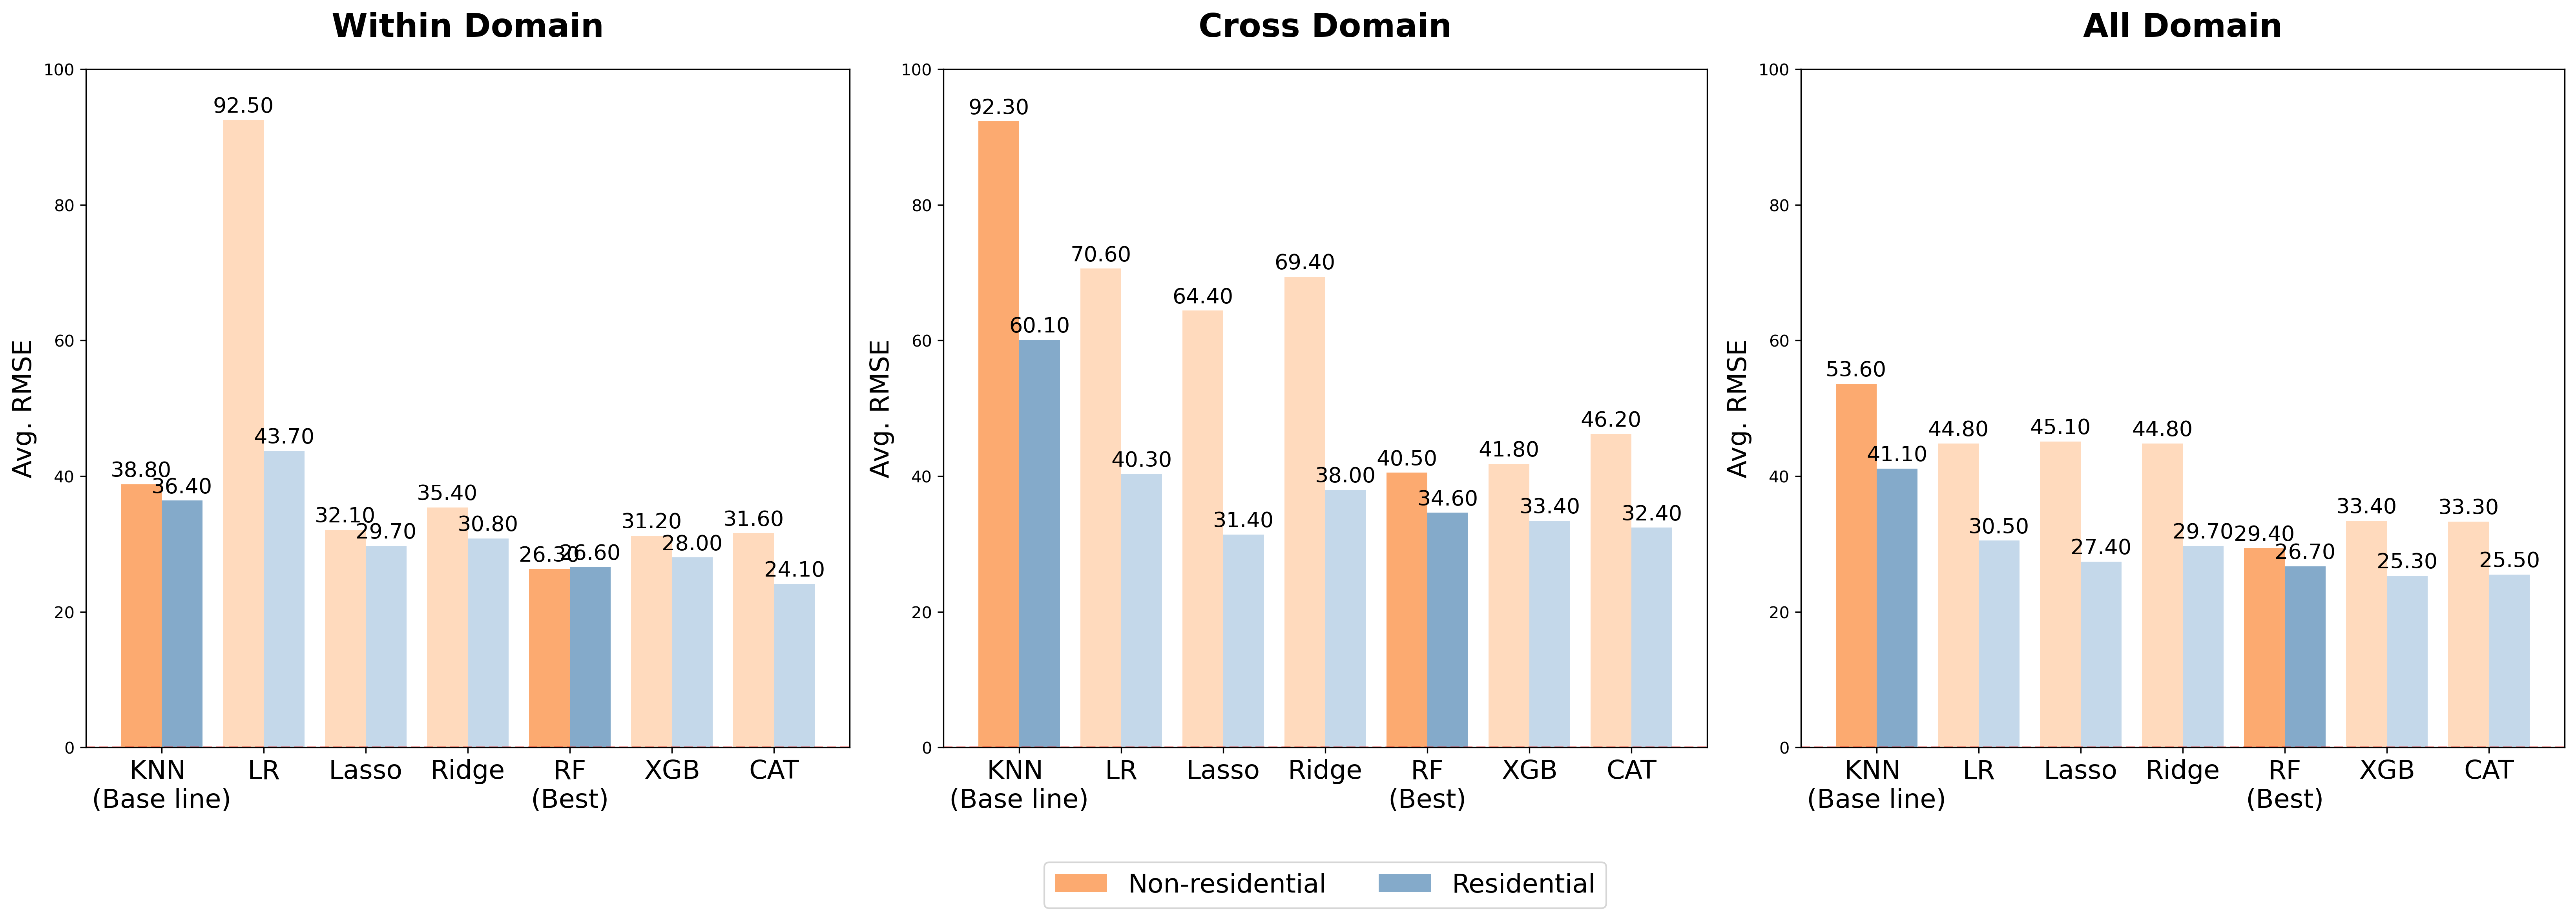 Within Domain
Avg. RMSE
100
80
60
40
20
0
38.80
36.40
92.50
43.70
32.10
29.70
35.40
30.80
26.30
26.60
31.20
28.00
31.60
24.10
KNN
(Base line)
LR
Lasso
Ridge
RF
(Best)
XGB
CAT
Cross Domain
Avg. RMSE
100
80
60
40
20
0
92.30
60.10
70.60
40.30
64.40
31.40
69.40
38.00
40.50
34.60
41.80
33.40
46.20
32.40
KNN
(Base line)
LR
Lasso
Ridge
RF
(Best)
XGB
CAT
All Domain
Avg. RMSE
100
80
60
40
20
0
53.60
41.10
44.80
30.50
45.10
27.40
44.80
29.70
29.40
26.70
33.40
25.30
33.30
25.50
KNN
(Base line)
LR
Lasso
Ridge
RF
(Best)
XGB
CAT
Non-residential
Residential